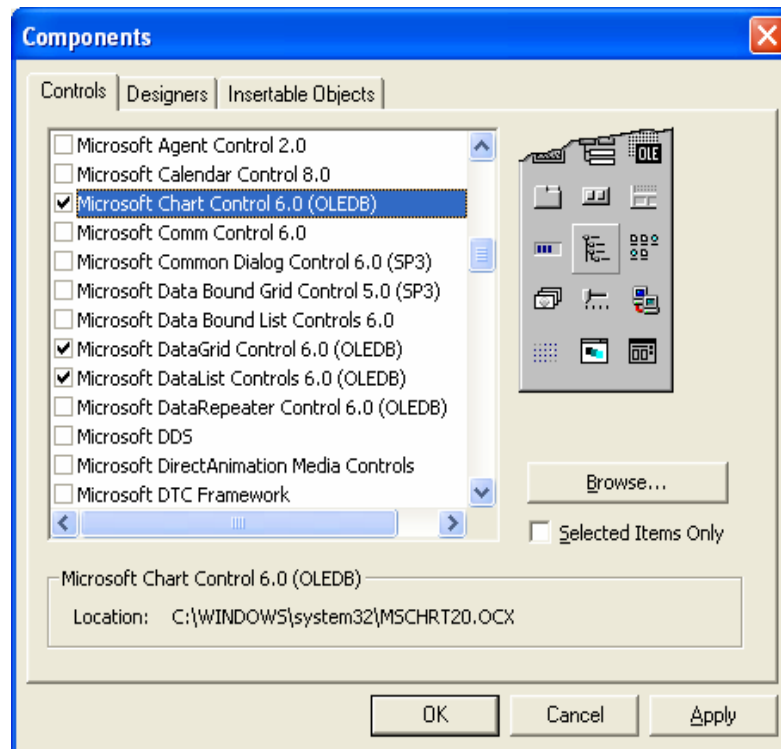 Components
Controls Designers Insertable Objects
Microsoft Agent Control 2.0
Microsoft Calendar Control 8.0
Microsoft Chart Control 6.0 (OLEDB)
Microsoft Comm Control 6.0
Microsoft Common Dialog Control 6.0 (SP3)
Microsoft Data Bound Grid Control 5.0 (SP3)
Microsoft Data Bound List Controls 6.0
Microsoft DataGrid Control 6.0 (OLEDB)
Microsoft DataList Controls 6.0 (OLEDB)
Microsoft DataRepeater Control 6.0 (OLEDB)
Microsoft DDS
Microsoft DirectAnimation Media Controls
Microsoft DTC Framework
OLE
Browse...
Selected Items Only
Microsoft Chart Control 6.0 (OLEDB)
Location: C:\WINDOWS\system32\MSCHRT20.OCX
OK Cancel Apply